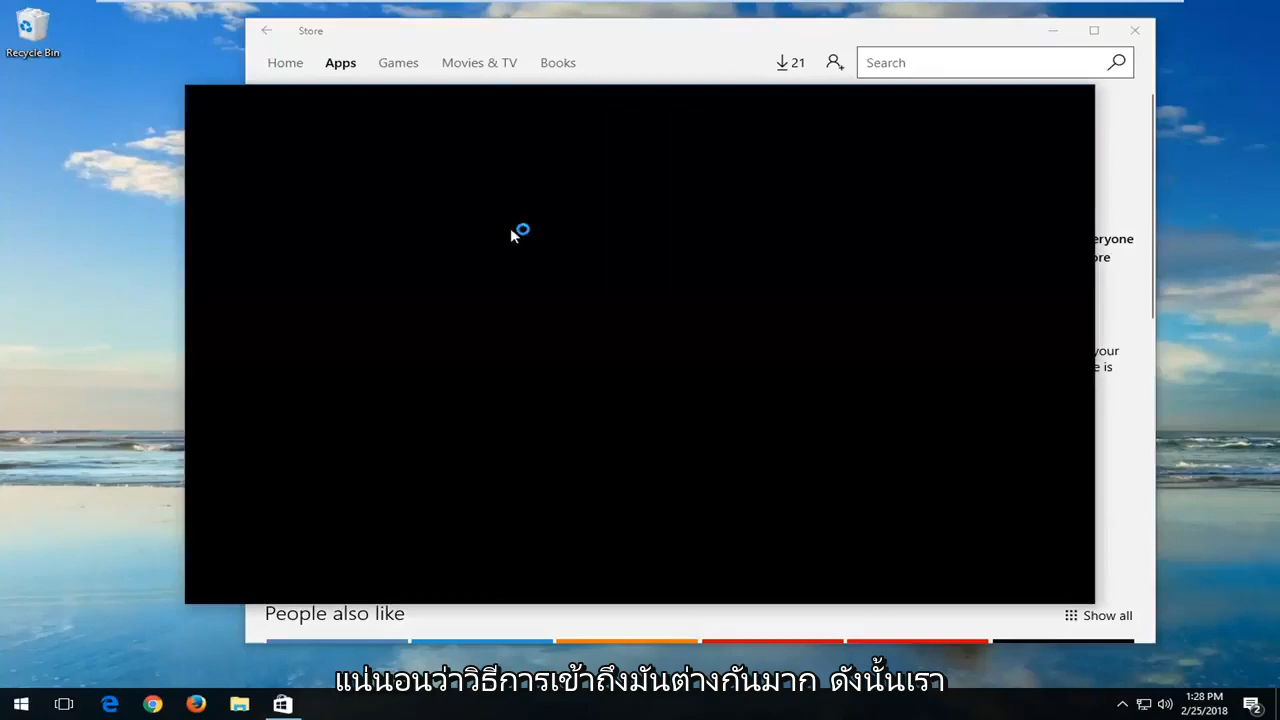 Recycle Bin
Store
Home Apps Games Movies & TV Books 21 Search
eryone
ore
your
e is
People also like Show all
แน่นอนว่าวิธีการเข้าถึงมันต่างกันมาก ดังนั้นเรา
1:28 PM
2/25/2018
2